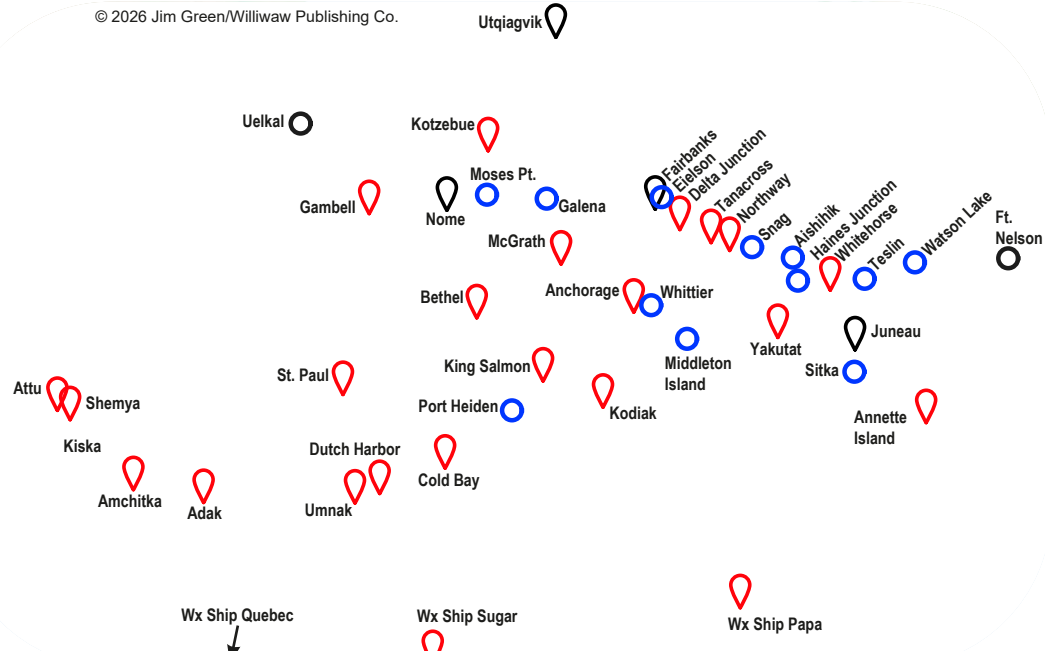 © 2026 Jim Green/Williwaw Publishing Co.
Utqiagvik
Uelkal
Kotzebue
Fairbanks
Eielson
Delta Junction
Tanacross
Northway
Moses Pt.
Gambell
Nome
Galena
Snag
Aishihik
Haines Junction
Whitehorse
Teslin
Watson Lake
Ft.
Nelson
McGrath
Bethel
Anchorage
Whittier
Yakutat
Juneau
Middleton
Island
Sitka
St. Paul
King Salmon
Attu
Shemya
Port Heiden
Kodiak
Annette
Island
Kiska
Dutch Harbor
Cold Bay
Amchitka
Adak
Umnak
Wx Ship Quebec
Wx Ship Sugar
Wx Ship Papa